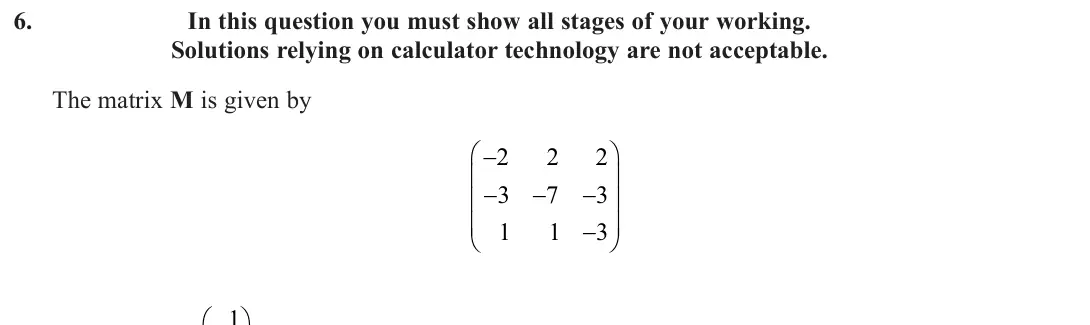 6. In this question you must show all stages of your working.
Solutions relying on calculator technology are not acceptable.
The matrix M is given by
(−2 2 2
−3 −7 −3
1 1 −3)
( 1)